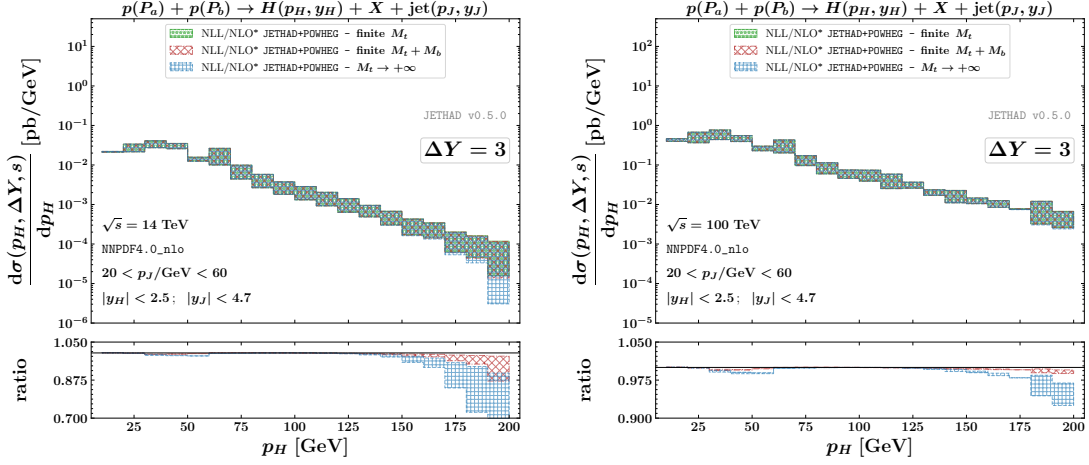 p(P_a) + p(P_b) → H(p_H, y_H) + X + jet(p_J, y_J)
NLL/NLO* JETHAD+POWHEG – finite M_t
NLL/NLO* JETHAD+POWHEG – finite M_t + M_b
NLL/NLO* JETHAD+POWHEG – M_t → +∞
JETHAD v0.5.0
ΔY = 3
dσ(p_H, ΔY, s)
dp_H
[pb/GeV]
10^1
10^0
10^−1
10^−2
10^−3
10^−4
10^−5
10^−6
√s = 14 TeV
NNPDF4.0_nlo
20 < p_J/GeV < 60
|y_H| < 2.5 ; |y_J| < 4.7
ratio
1.050
0.875
0.700
25 50 75 100 125 150 175 200
p_H [GeV]
p(P_a) + p(P_b) → H(p_H, y_H) + X + jet(p_J, y_J)
NLL/NLO* JETHAD+POWHEG – finite M_t
NLL/NLO* JETHAD+POWHEG – finite M_t + M_b
NLL/NLO* JETHAD+POWHEG – M_t → +∞
JETHAD v0.5.0
ΔY = 3
dσ(p_H, ΔY, s)
dp_H
[pb/GeV]
10^1
10^0
10^−1
10^−2
10^−3
10^−4
10^−5
√s = 100 TeV
NNPDF4.0_nlo
20 < p_J/GeV < 60
|y_H| < 2.5 ; |y_J| < 4.7
ratio
1.050
0.975
0.900
25 50 75 100 125 150 175 200
p_H [GeV]